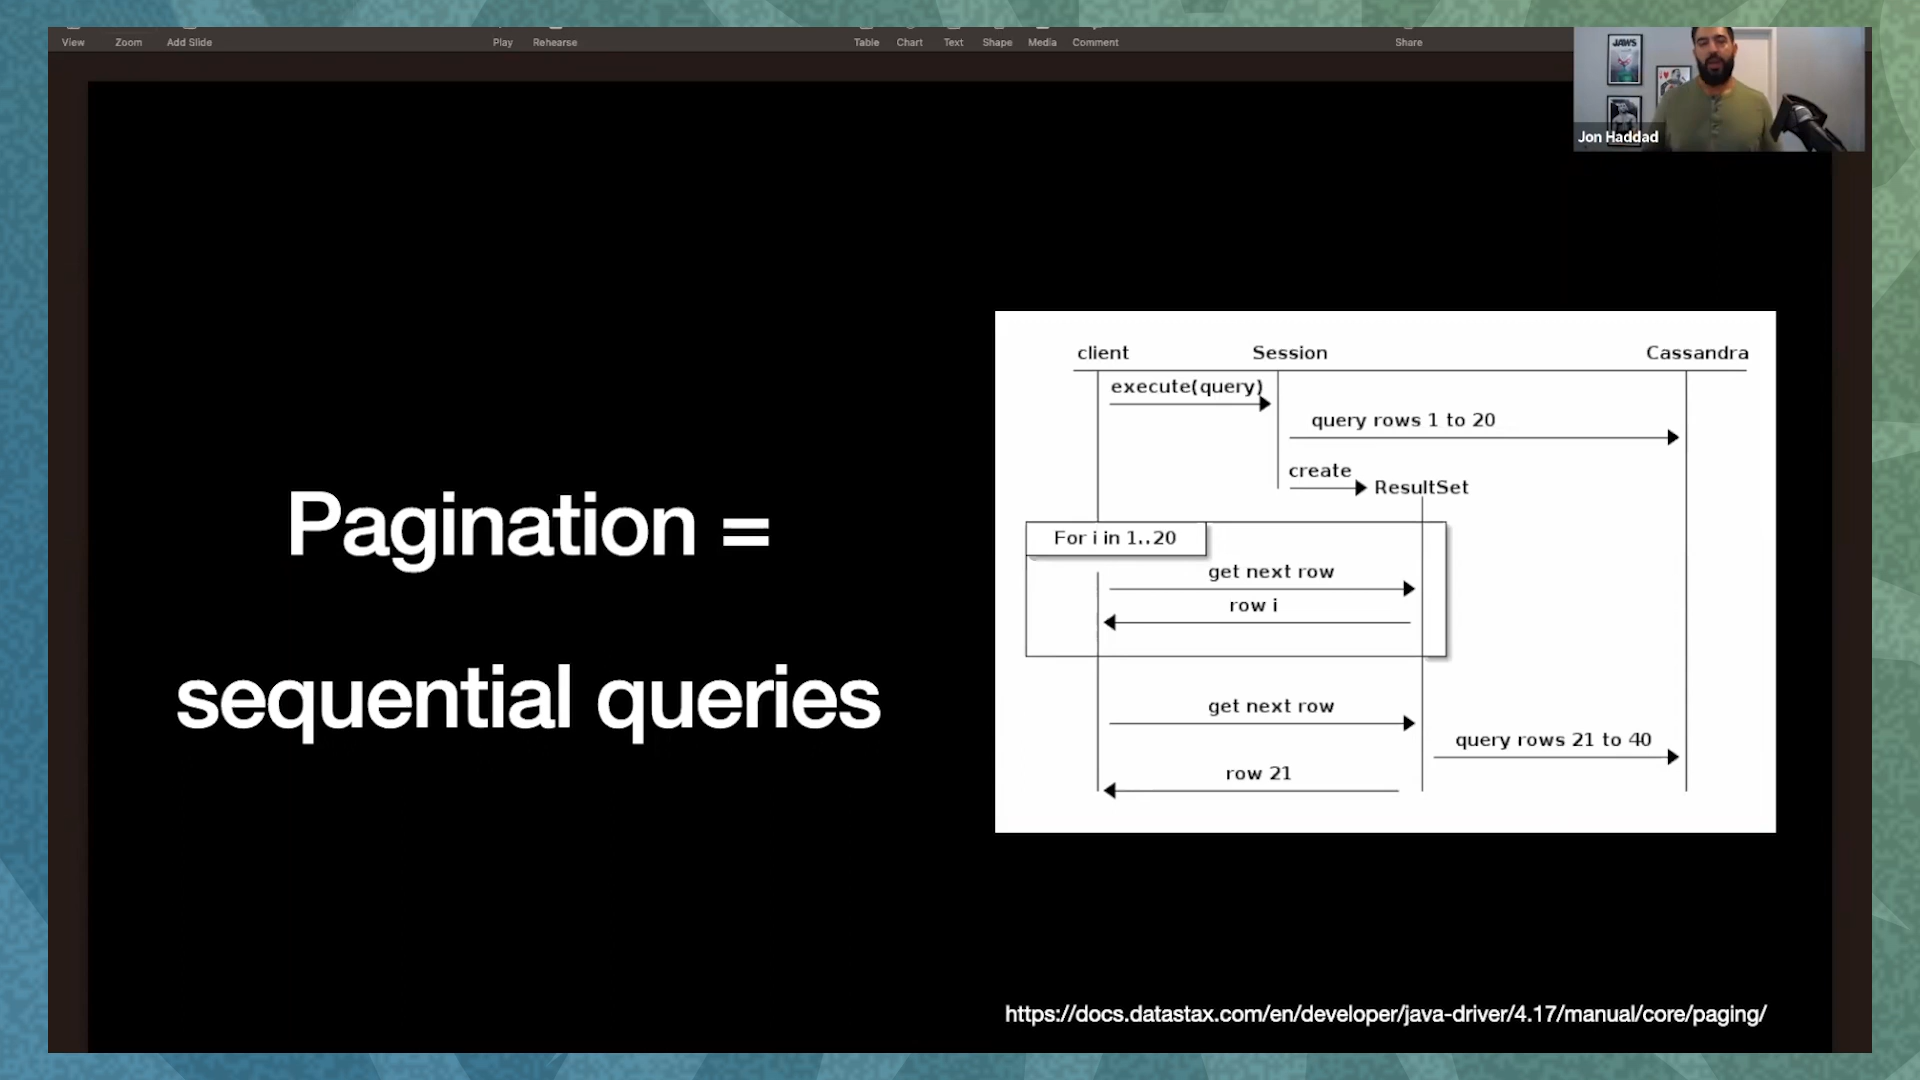 View Zoom Add Slide Play Rehearse Table Chart Text Shape Media Comment Share
JAWS
Jon Haddad
Pagination =
sequential queries
client Session Cassandra
execute(query)
query rows 1 to 20
create
ResultSet
For i in 1..20
get next row
row i
get next row
query rows 21 to 40
row 21
https://docs.datastax.com/en/developer/java-driver/4.17/manual/core/paging/